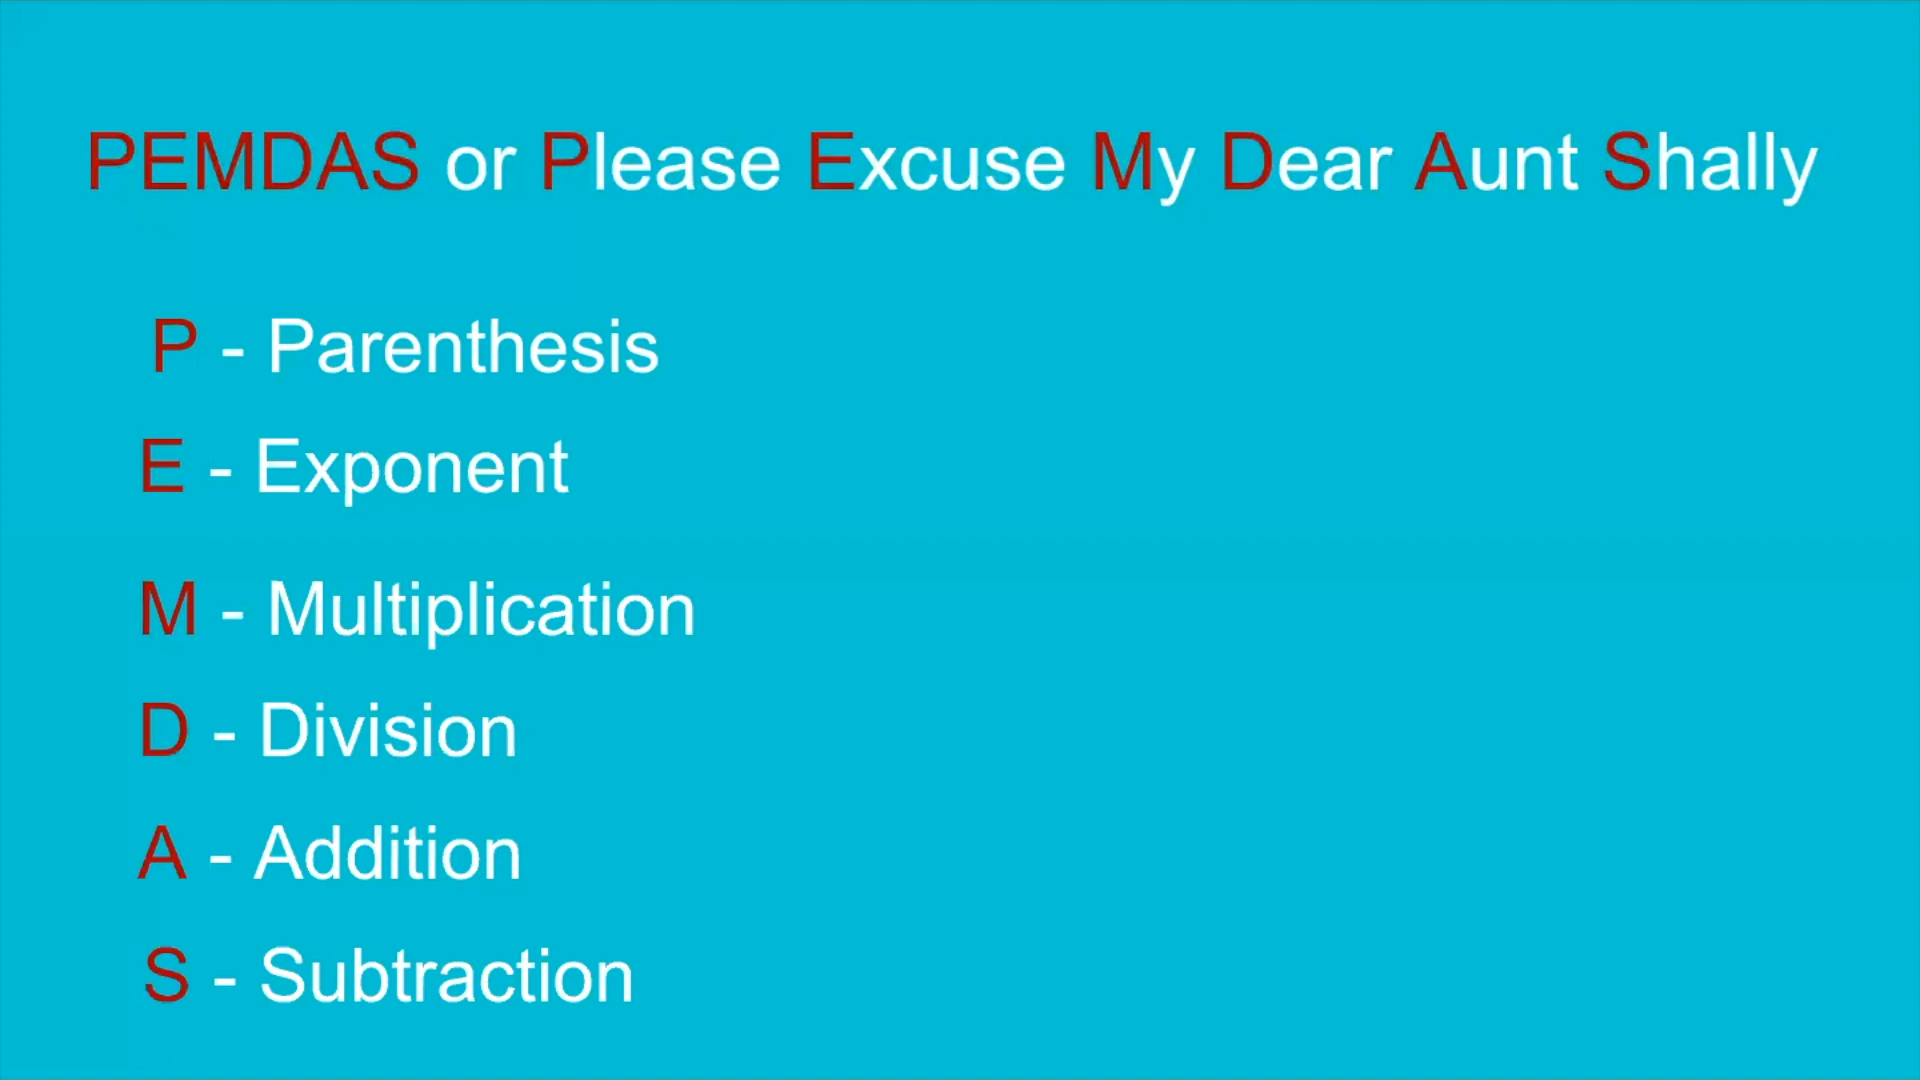 PEMDAS or Please Excuse My Dear Aunt Shally
P - Parenthesis
E - Exponent
M - Multiplication
D - Division
A - Addition
S - Subtraction